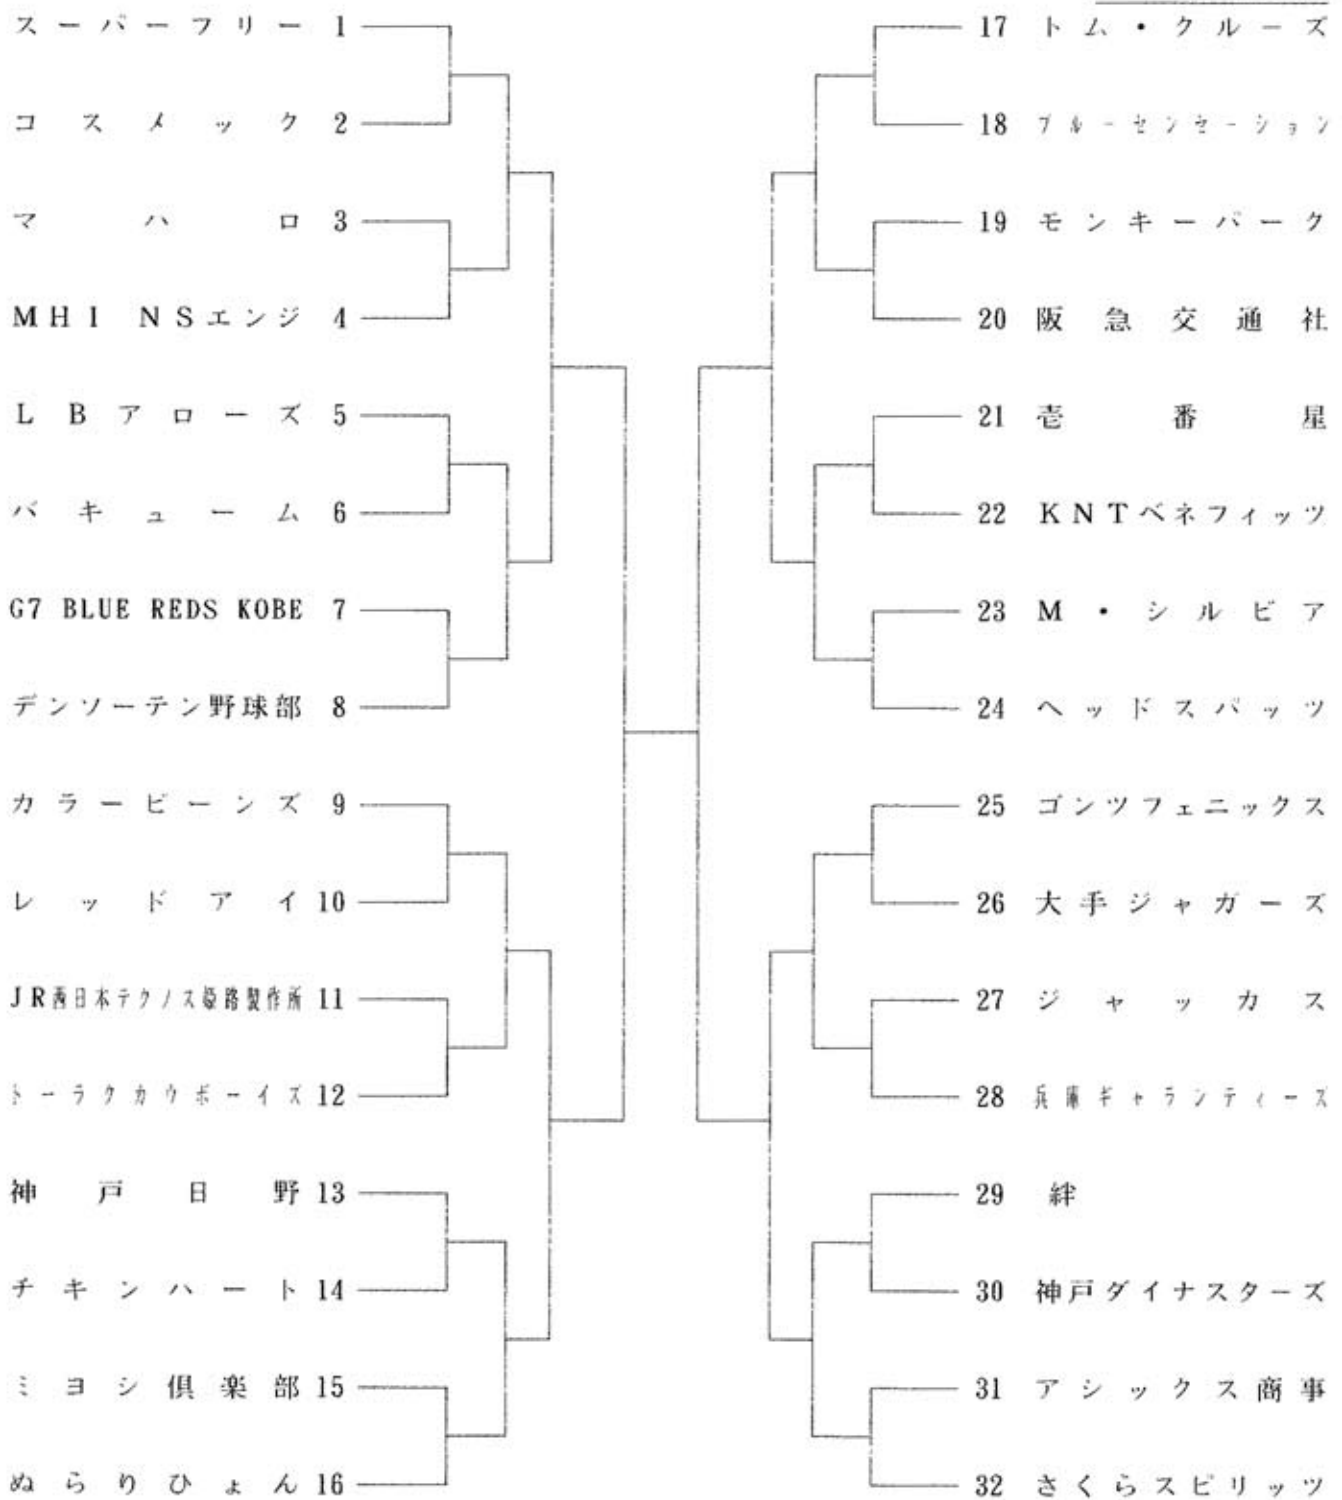 スーパーフリー 1
コスメック 2
マハロ 3
MHI NSエンジ 4
LBアローズ 5
バキューム 6
G7 BLUE REDS KOBE 7
デンソーテン野球部 8
カラービーンズ 9
レッドアイ 10
JR西日本テクノス姫路製作所 11
トーラクカウボーイズ 12
神戸日野 13
チキンハート 14
ミヨシ倶楽部 15
ぬらりひょん 16
17 トム・クルーズ
18 ブルーセンセーション
19 モンキーパーク
20 阪急交通社
21 壱番星
22 KNTベネフィッツ
23 M・シルビア
24 ヘッドスパッツ
25 ゴンツフェニックス
26 大手ジャガーズ
27 ジャッカス
28 兵庫ギャランティーズ
29 絆
30 神戸ダイナスターズ
31 アシックス商事
32 さくらスピリッツ